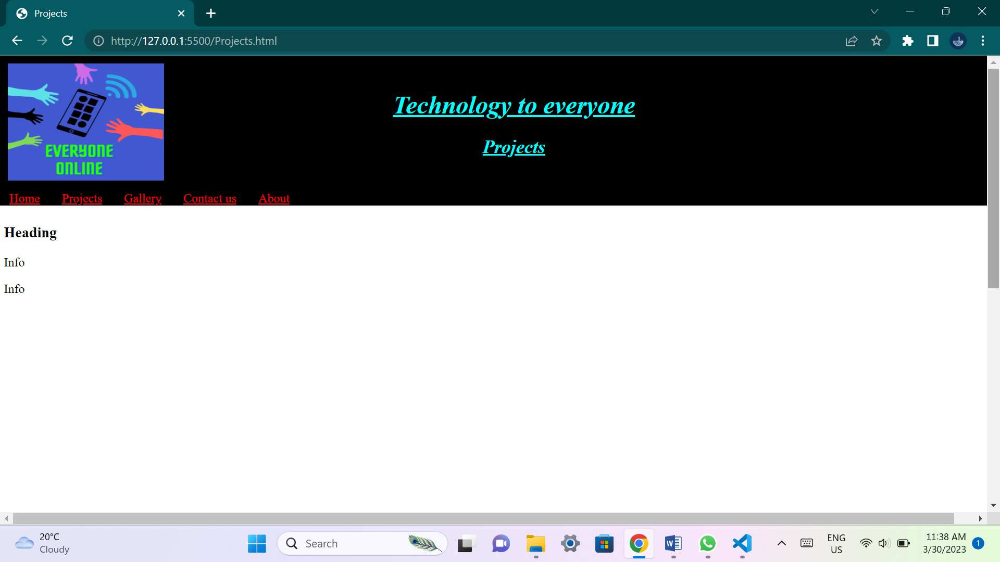 Projects
http://127.0.0.1:5500/Projects.html
EVERYONE
ONLINE
Technology to everyone
Projects
Home Projects Gallery Contact us About
Heading
Info
Info
20°C
Cloudy
Search
W
ENG
US
11:38 AM
3/30/2023
1